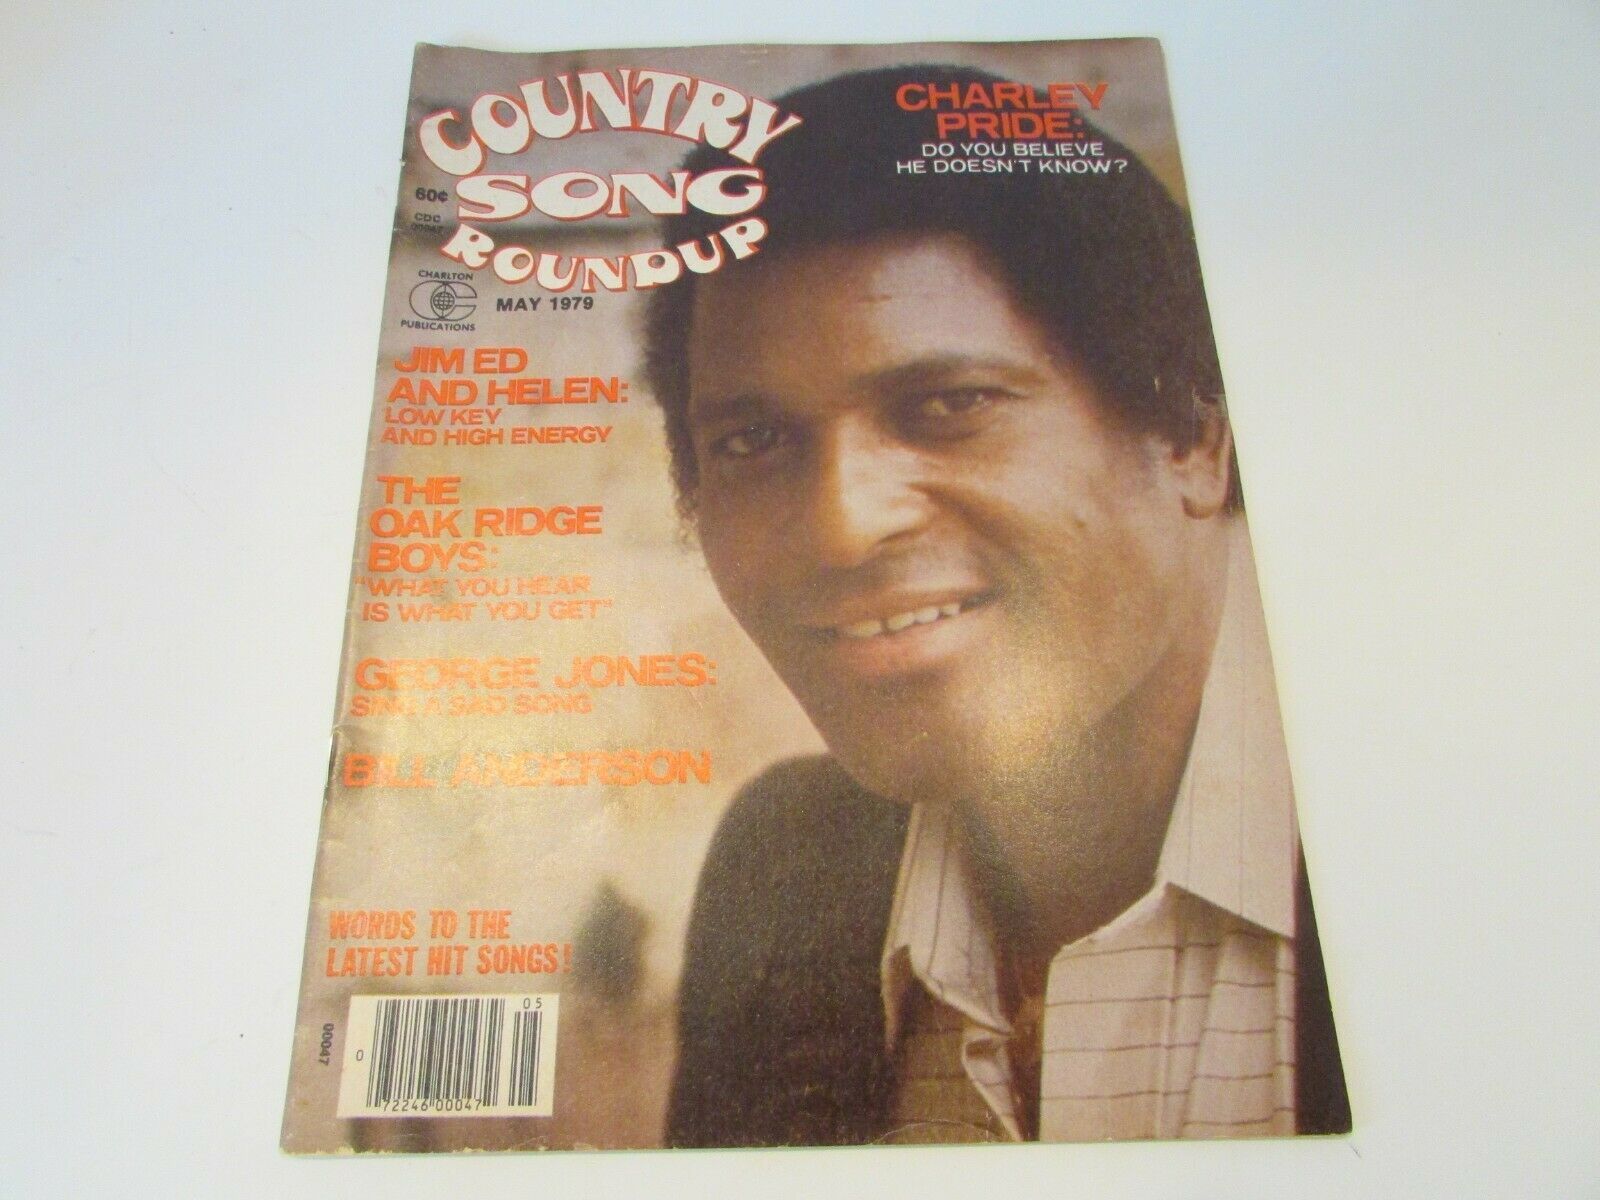 COUNTRY
SONG
ROUNDUP
60¢
CDC
00047
CHARLTON
PUBLICATIONS
MAY 1979
CHARLEY
PRIDE:
DO YOU BELIEVE
HE DOESN'T KNOW?
JIM ED
AND HELEN:
LOW KEY
AND HIGH ENERGY
THE
OAK RIDGE
BOYS:
"WHAT YOU HEAR
IS WHAT YOU GET"
GEORGE JONES:
SING A SAD SONG
BILL ANDERSON
WORDS TO THE
LATEST HIT SONGS!
00047
05
0
72246 00047